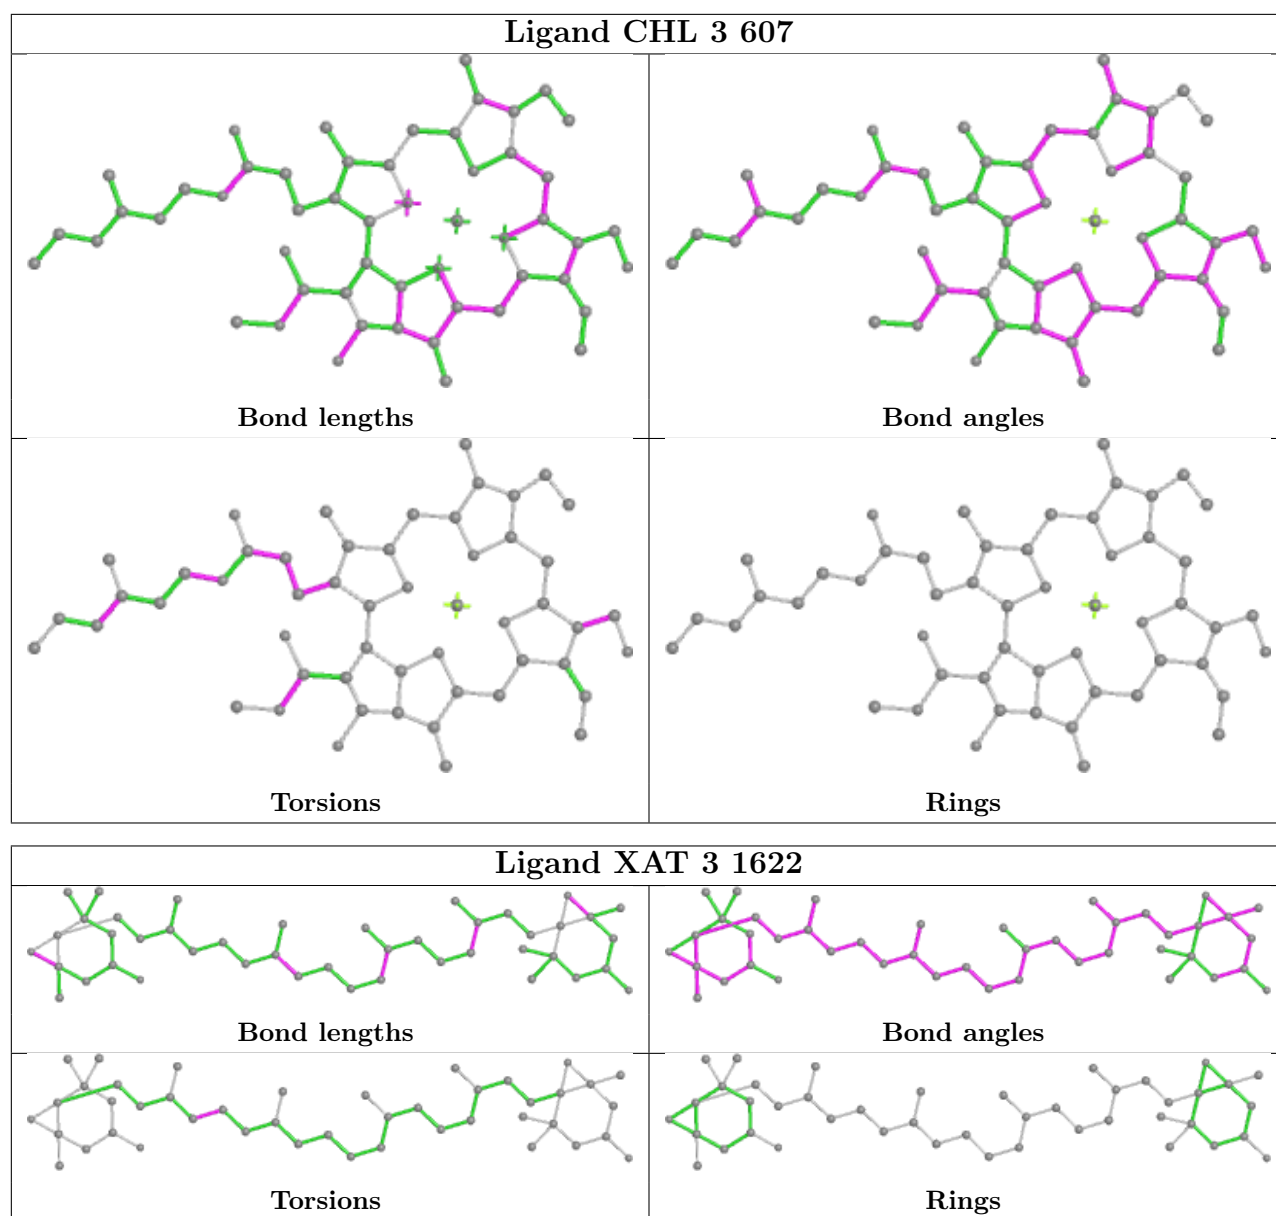 Ligand CHL 3 607
Bond lengths
Bond angles
Torsions
Rings
Ligand XAT 3 1622
Bond lengths
Bond angles
Torsions
Rings